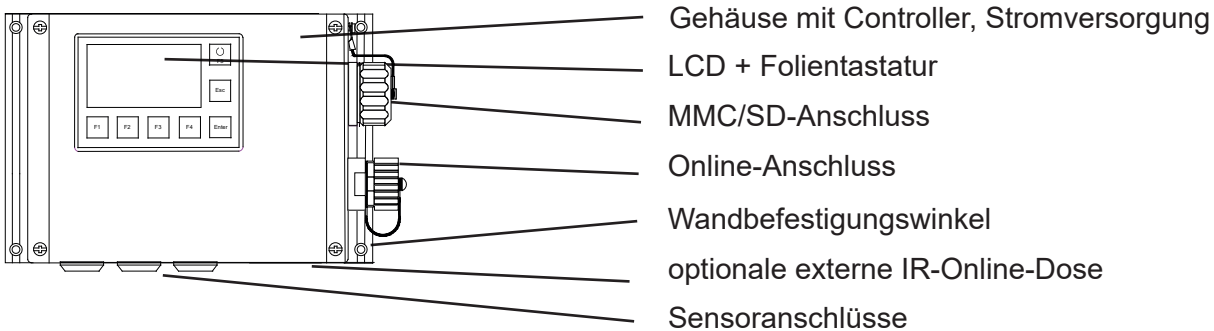 Gehäuse mit Controller, Stromversorgung
LCD + Folientastatur
MMC/SD-Anschluss
Online-Anschluss
Wandbefestigungswinkel
optionale externe IR-Online-Dose
Sensoranschlüsse
Esc
F1 F2 F3 F4 Enter